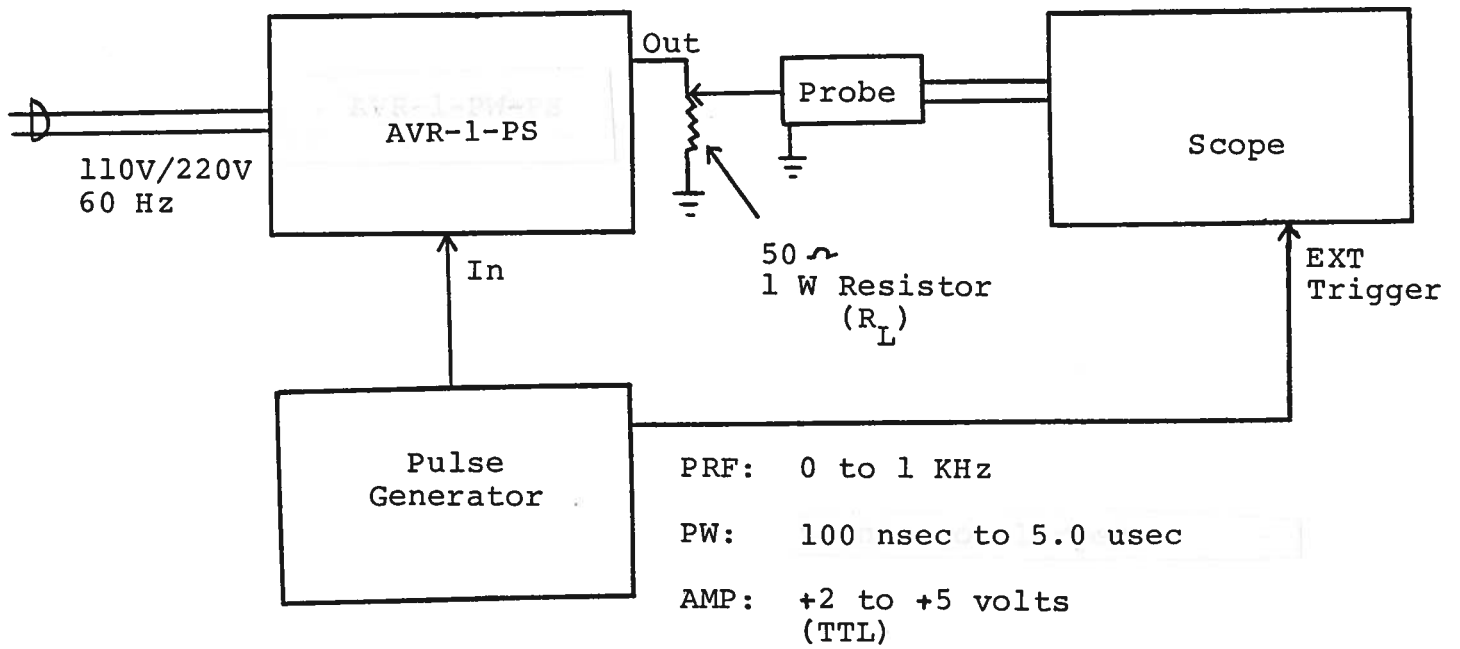 Out
AVR-1-PS
Probe
Scope
110V/220V
60 Hz
In
50 Ω
1 W Resistor
(R_L)
EXT
Trigger
Pulse
Generator
PRF: 0 to 1 KHz
PW: 100 nsec to 5.0 usec
AMP: +2 to +5 volts
(TTL)